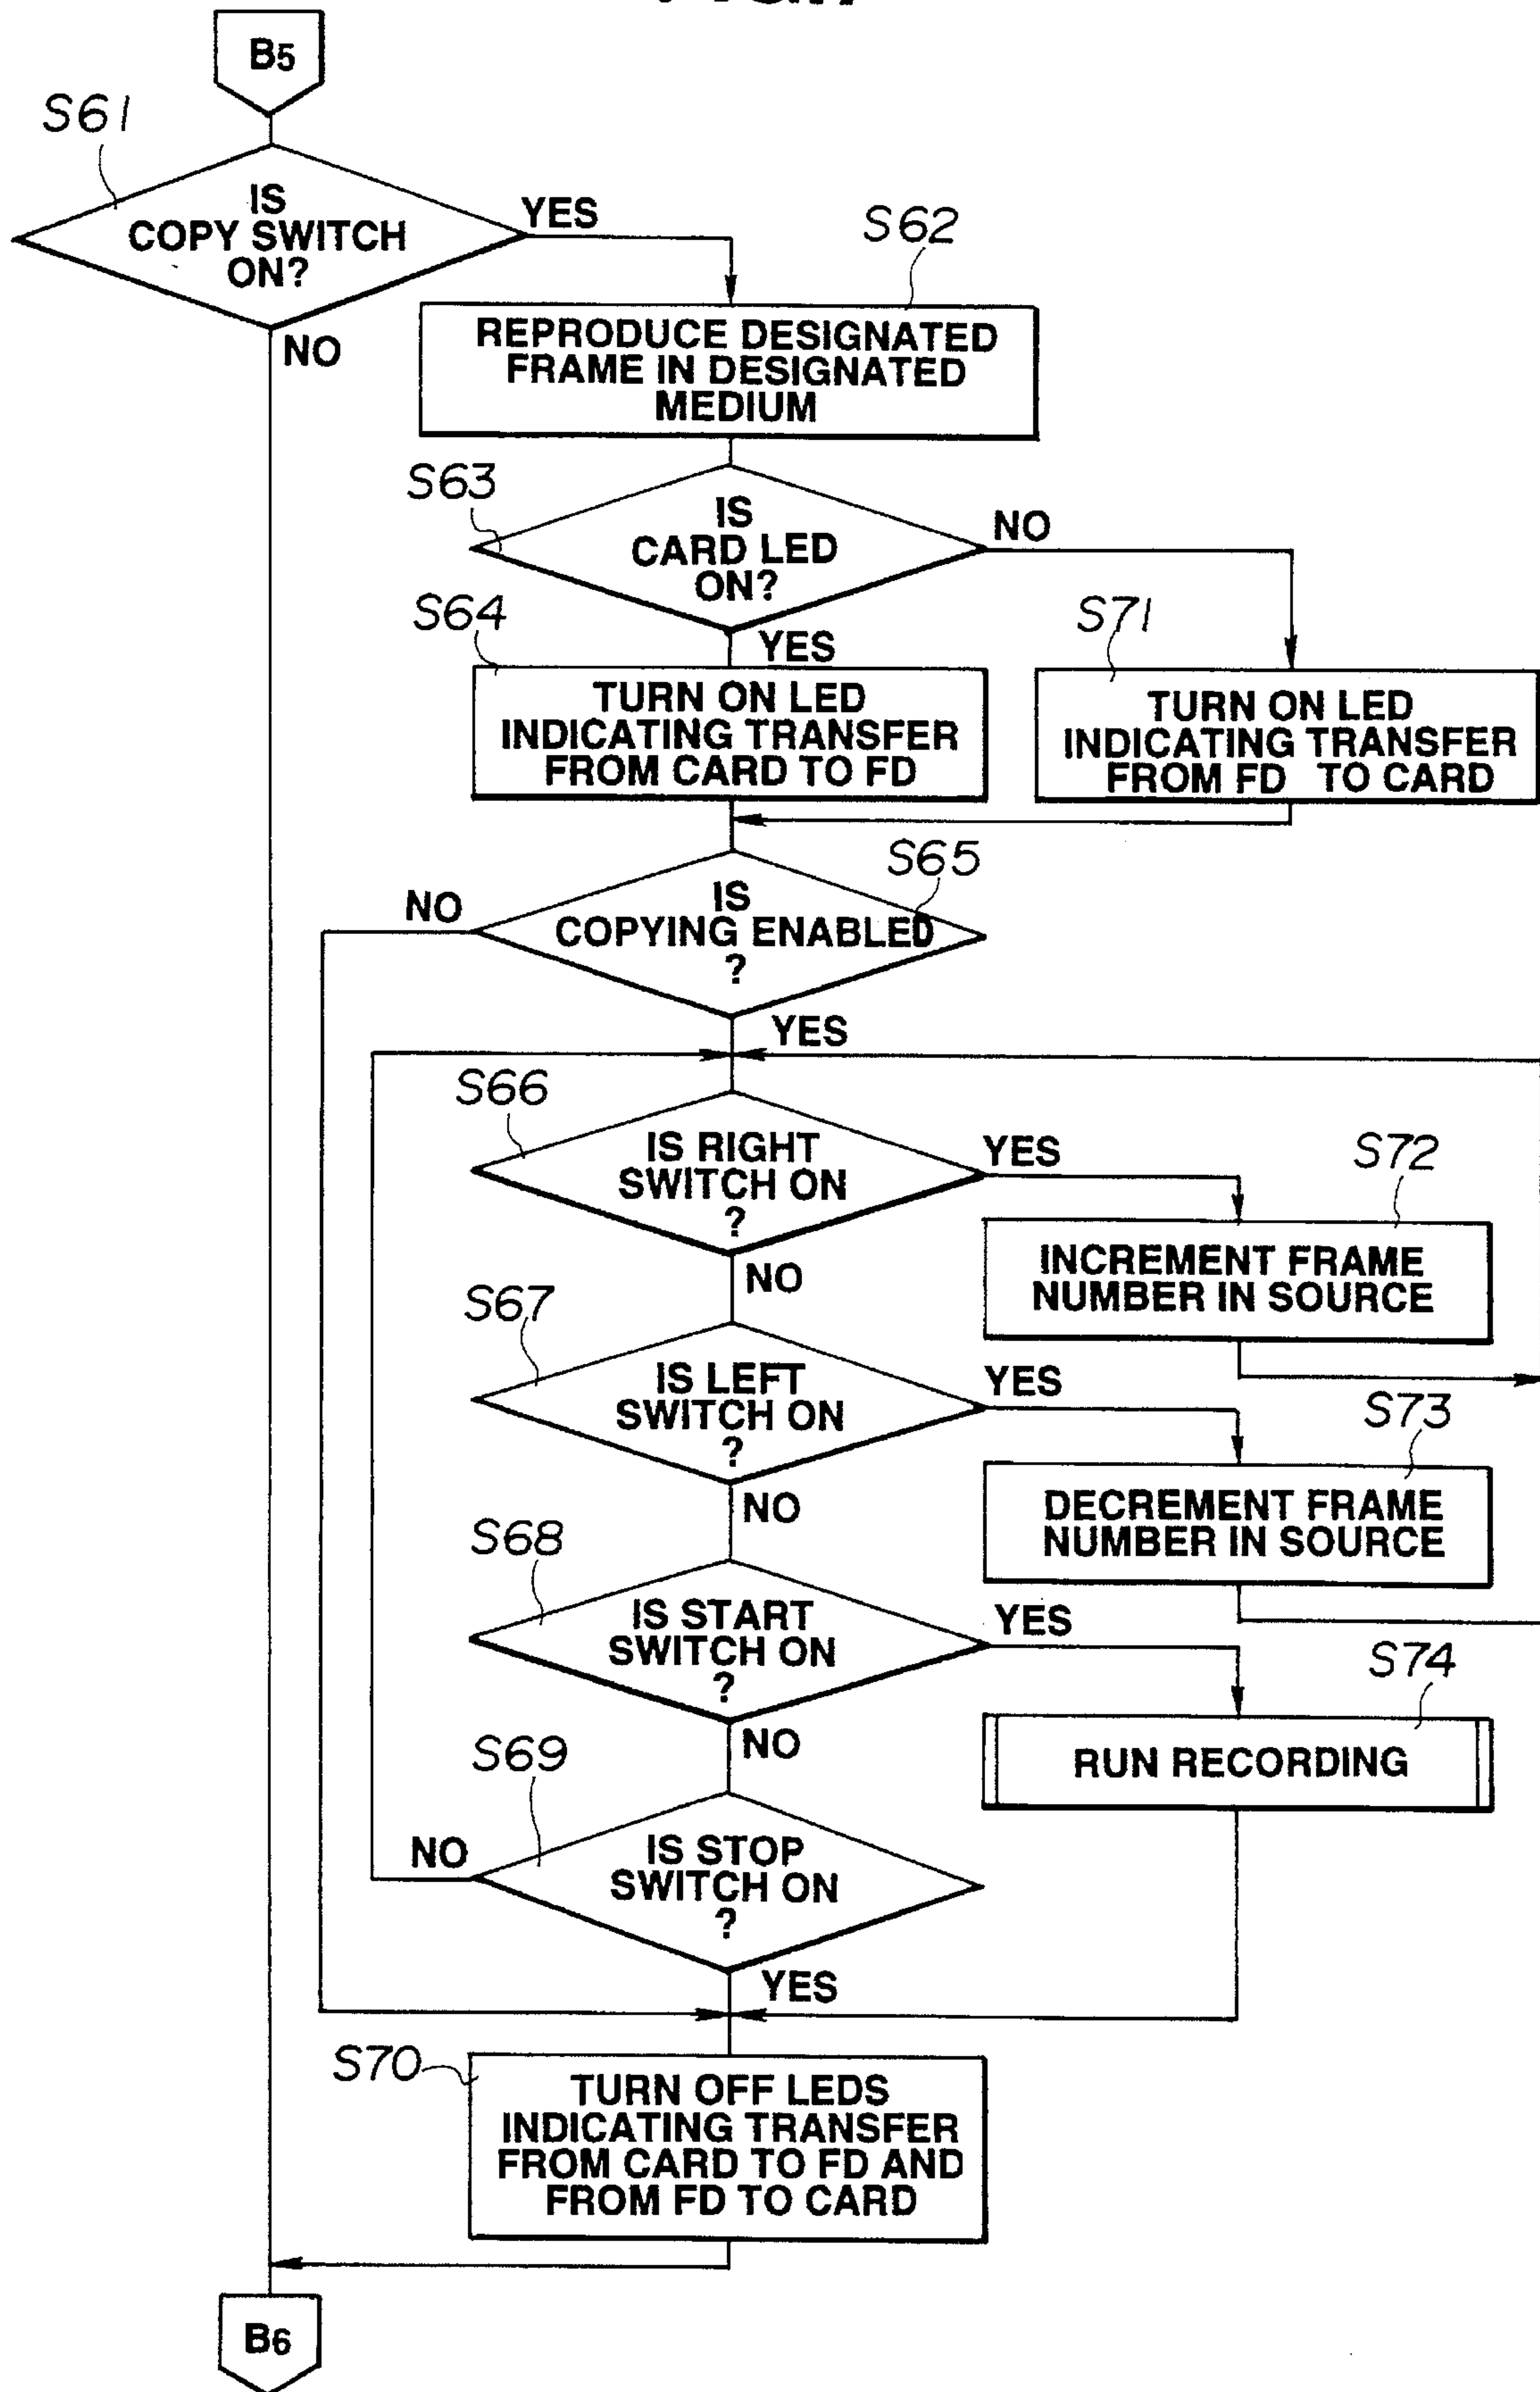 B5
S61
IS
COPY SWITCH
ON?
YES
NO
S62
REPRODUCE DESIGNATED
FRAME IN DESIGNATED
MEDIUM
S63
IS
CARD LED
ON?
NO
YES
S64
TURN ON LED
INDICATING TRANSFER
FROM CARD TO FD
S71
TURN ON LED
INDICATING TRANSFER
FROM FD TO CARD
S65
IS
COPYING ENABLED
?
NO
YES
S66
IS RIGHT
SWITCH ON
?
YES
NO
S72
INCREMENT FRAME
NUMBER IN SOURCE
S67
IS LEFT
SWITCH ON
?
YES
NO
S73
DECREMENT FRAME
NUMBER IN SOURCE
S68
IS START
SWITCH ON
?
YES
NO
S74
RUN RECORDING
S69
IS STOP
SWITCH ON
?
NO
YES
S70
TURN OFF LEDS
INDICATING TRANSFER
FROM CARD TO FD AND
FROM FD TO CARD
B6